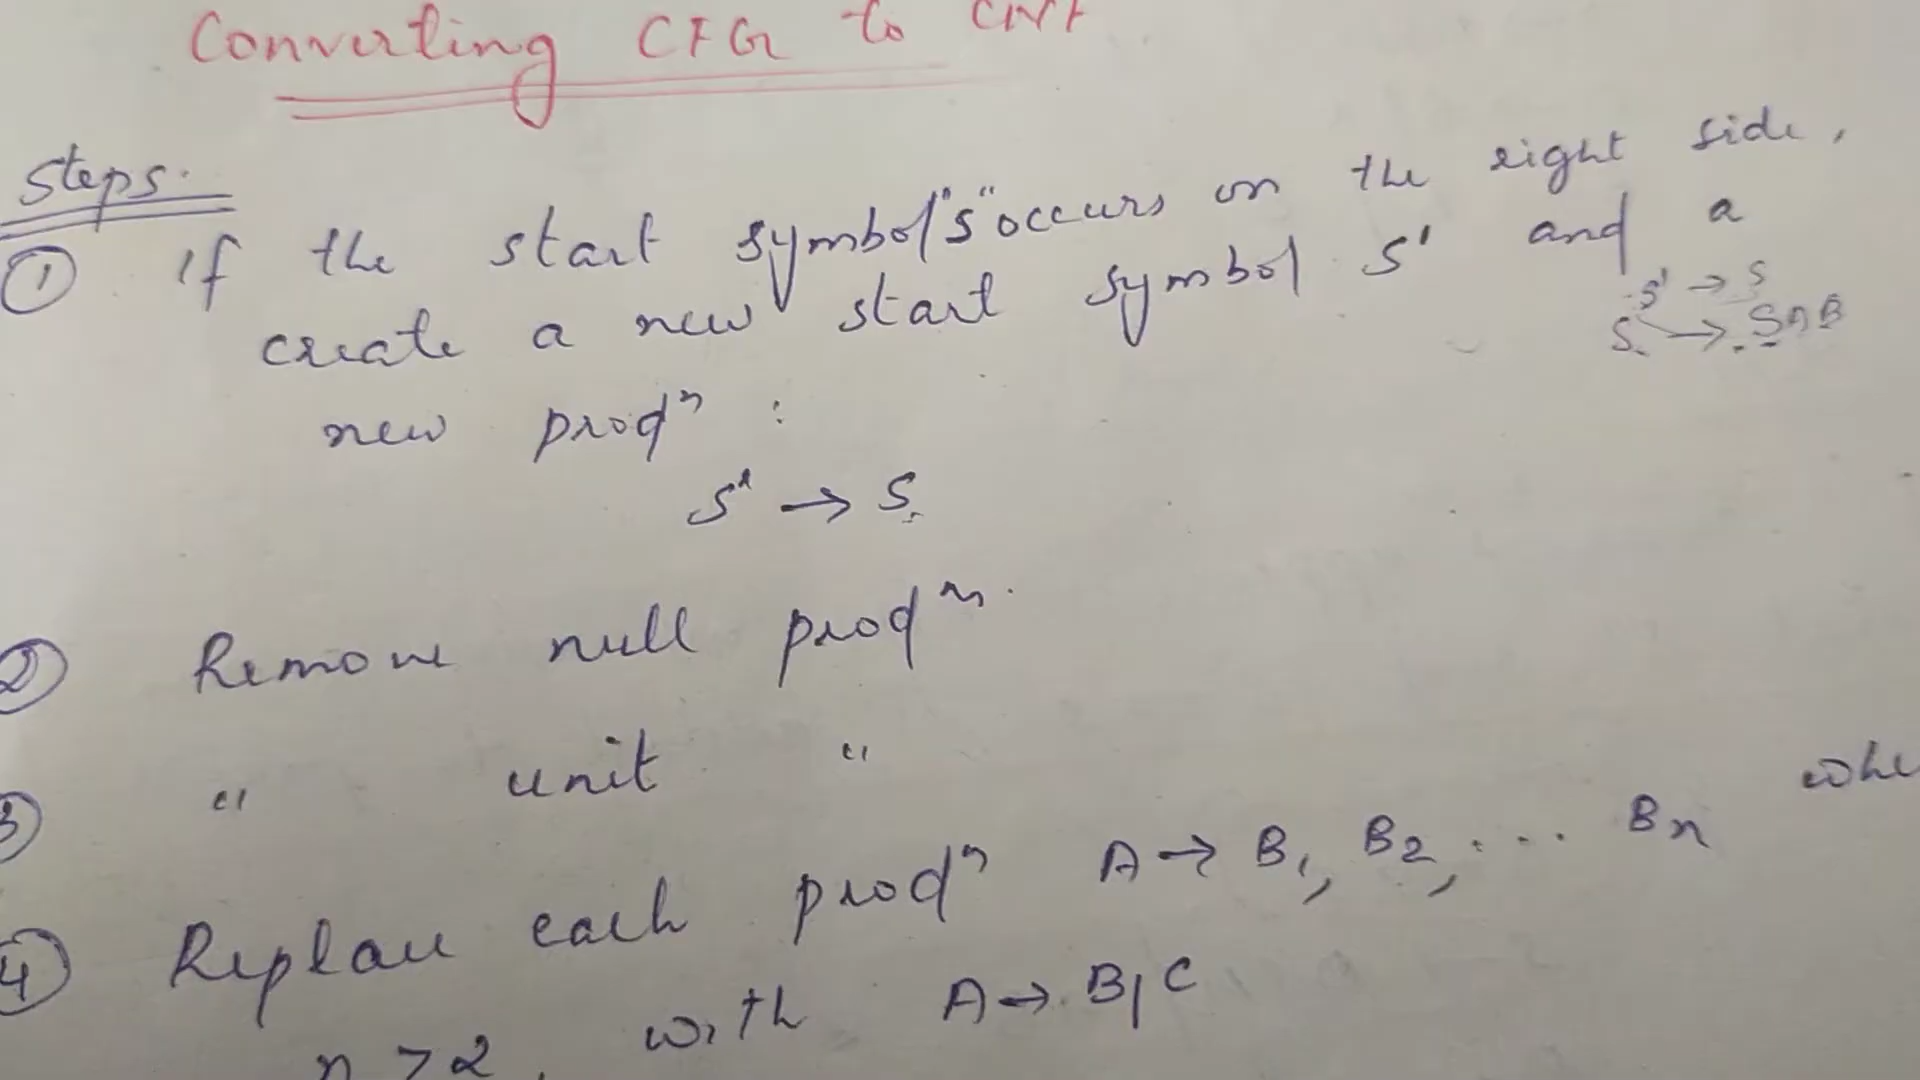 Converting CFG to CNF
Steps.
① If the start symbol "S" occurs on the right side,
create a new start symbol S' and a
S' → S
S → SAB
new prodⁿ :
S' → S
② Remove null prodⁿ.
③ " unit "
④ Replace each prodⁿ A → B1, B2, ... Bn whe
n > 2, with A → B1C